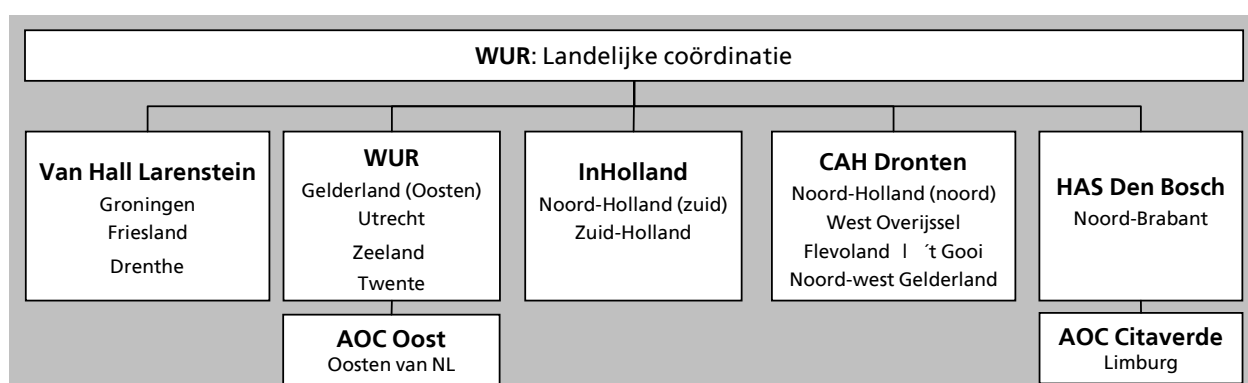 WUR: Landelijke coördinatie
Van Hall Larenstein
Groningen
Friesland
Drenthe
WUR
Gelderland (Oosten)
Utrecht
Zeeland
Twente
AOC Oost
Oosten van NL
InHolland
Noord-Holland (zuid)
Zuid-Holland
CAH Dronten
Noord-Holland (noord)
West Overijssel
Flevoland l ´t Gooi
Noord-west Gelderland
HAS Den Bosch
Noord-Brabant
AOC Citaverde
Limburg